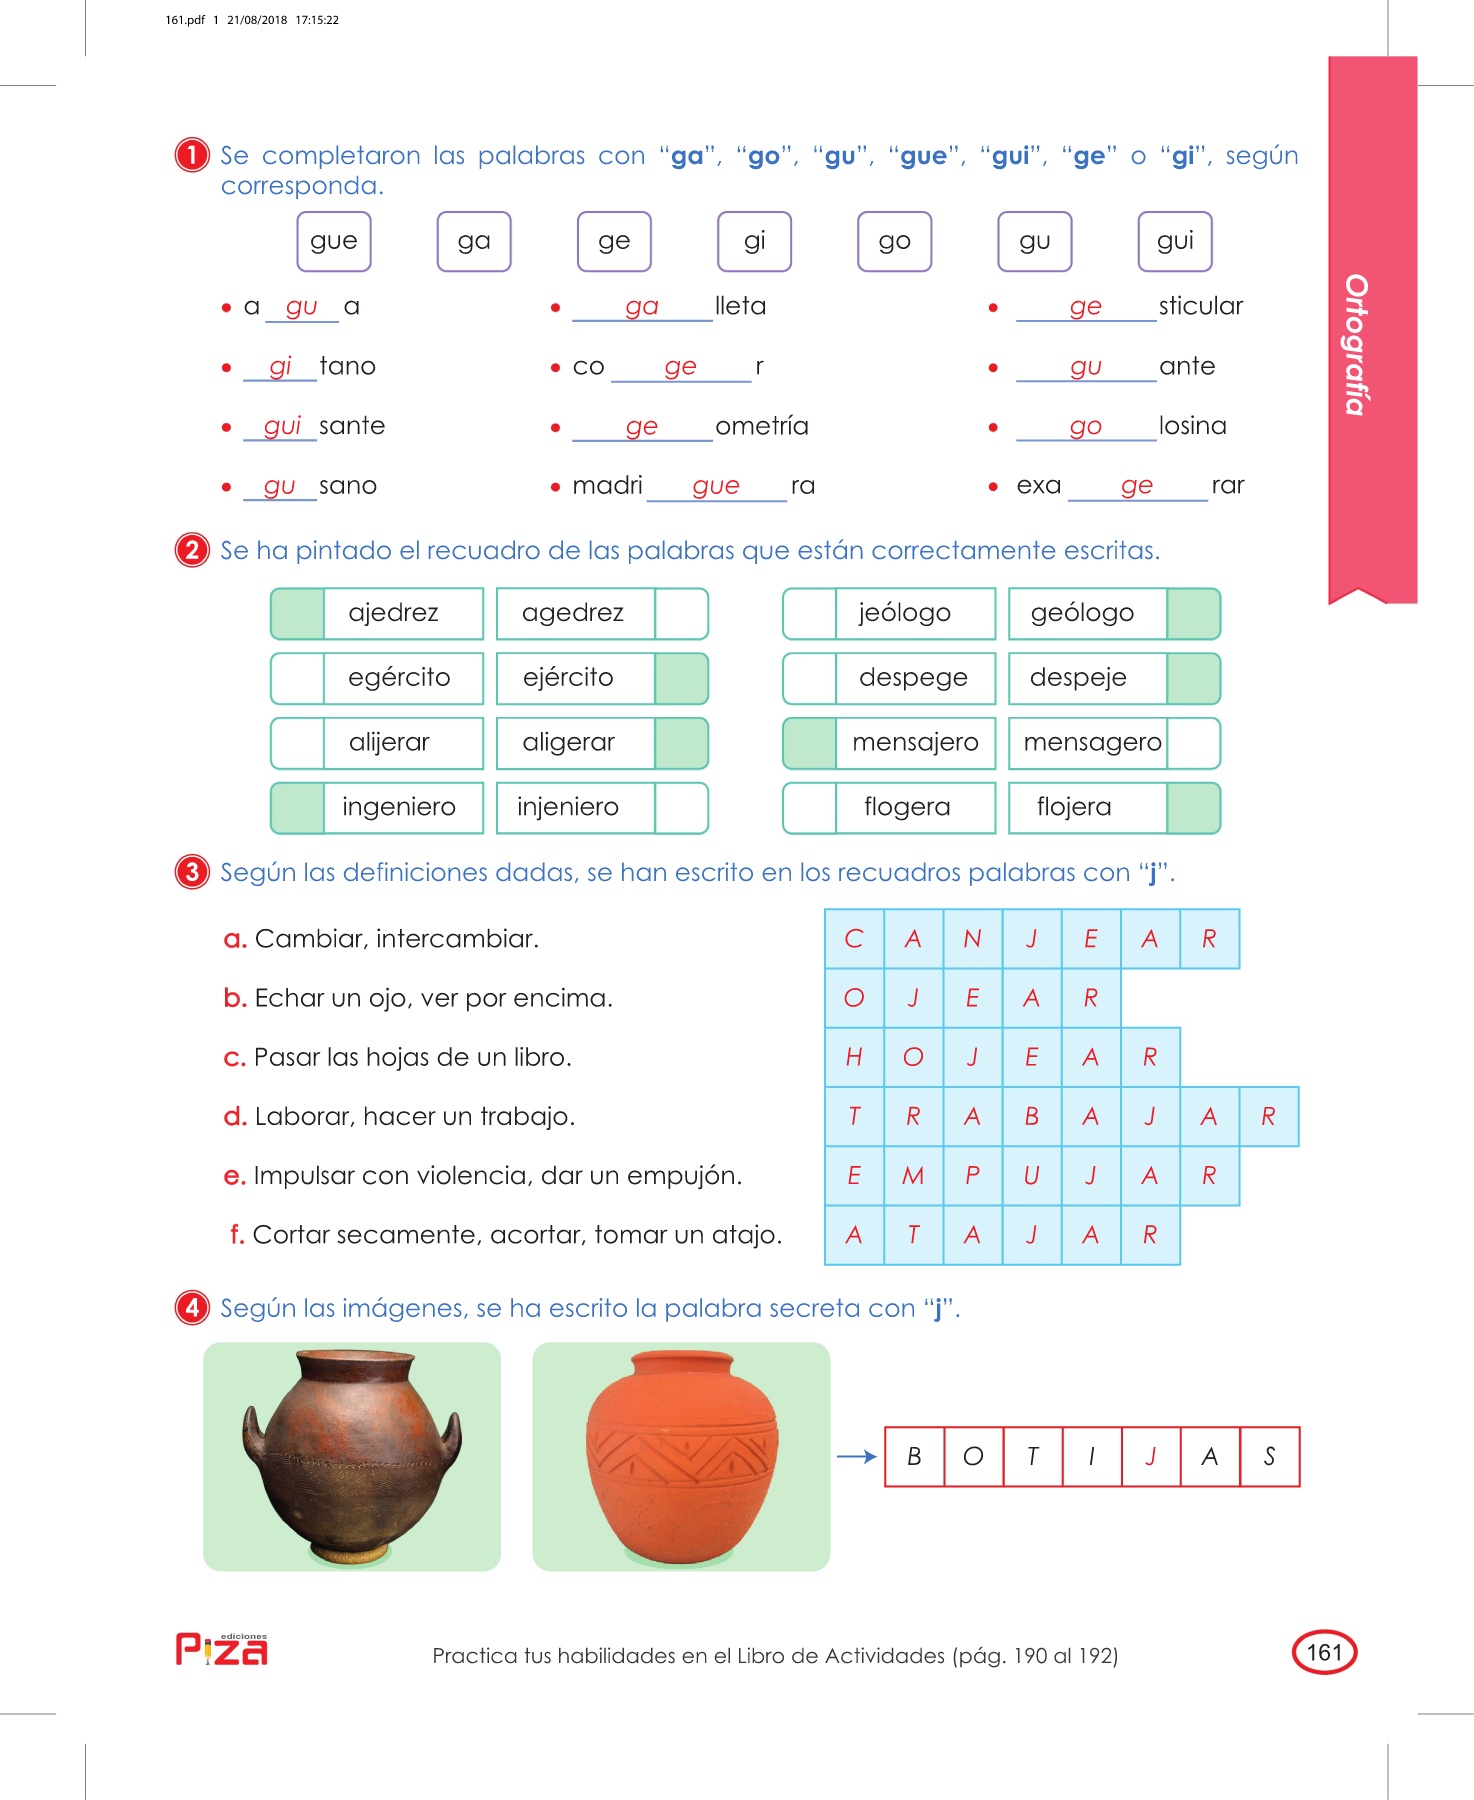 161.pdf 1 21/08/2018 17:15:22
1 Se completaron las palabras con “ga”, “go”, “gu”, “gue”, “gui”, “ge” o “gi”, según
corresponda.
gue ga ge gi go gu gui
• a gu a • ga lleta • ge sticular
• gi tano • co ge r • gu ante
• gui sante • ge ometría • go losina
• gu sano • madri gue ra • exa ge rar
Ortografía
2 Se ha pintado el recuadro de las palabras que están correctamente escritas.
ajedrez agedrez jeólogo geólogo
egército ejército despege despeje
alijerar aligerar mensajero mensagero
ingeniero injeniero flogera flojera
3 Según las definiciones dadas, se han escrito en los recuadros palabras con “j”.
a. Cambiar, intercambiar. C A N J E A R
b. Echar un ojo, ver por encima. O J E A R
c. Pasar las hojas de un libro. H O J E A R
d. Laborar, hacer un trabajo. T R A B A J A R
e. Impulsar con violencia, dar un empujón. E M P U J A R
f. Cortar secamente, acortar, tomar un atajo. A T A J A R
4 Según las imágenes, se ha escrito la palabra secreta con “j”.
B O T I J A S
ediciones
Piza
Practica tus habilidades en el Libro de Actividades (pág. 190 al 192)
161